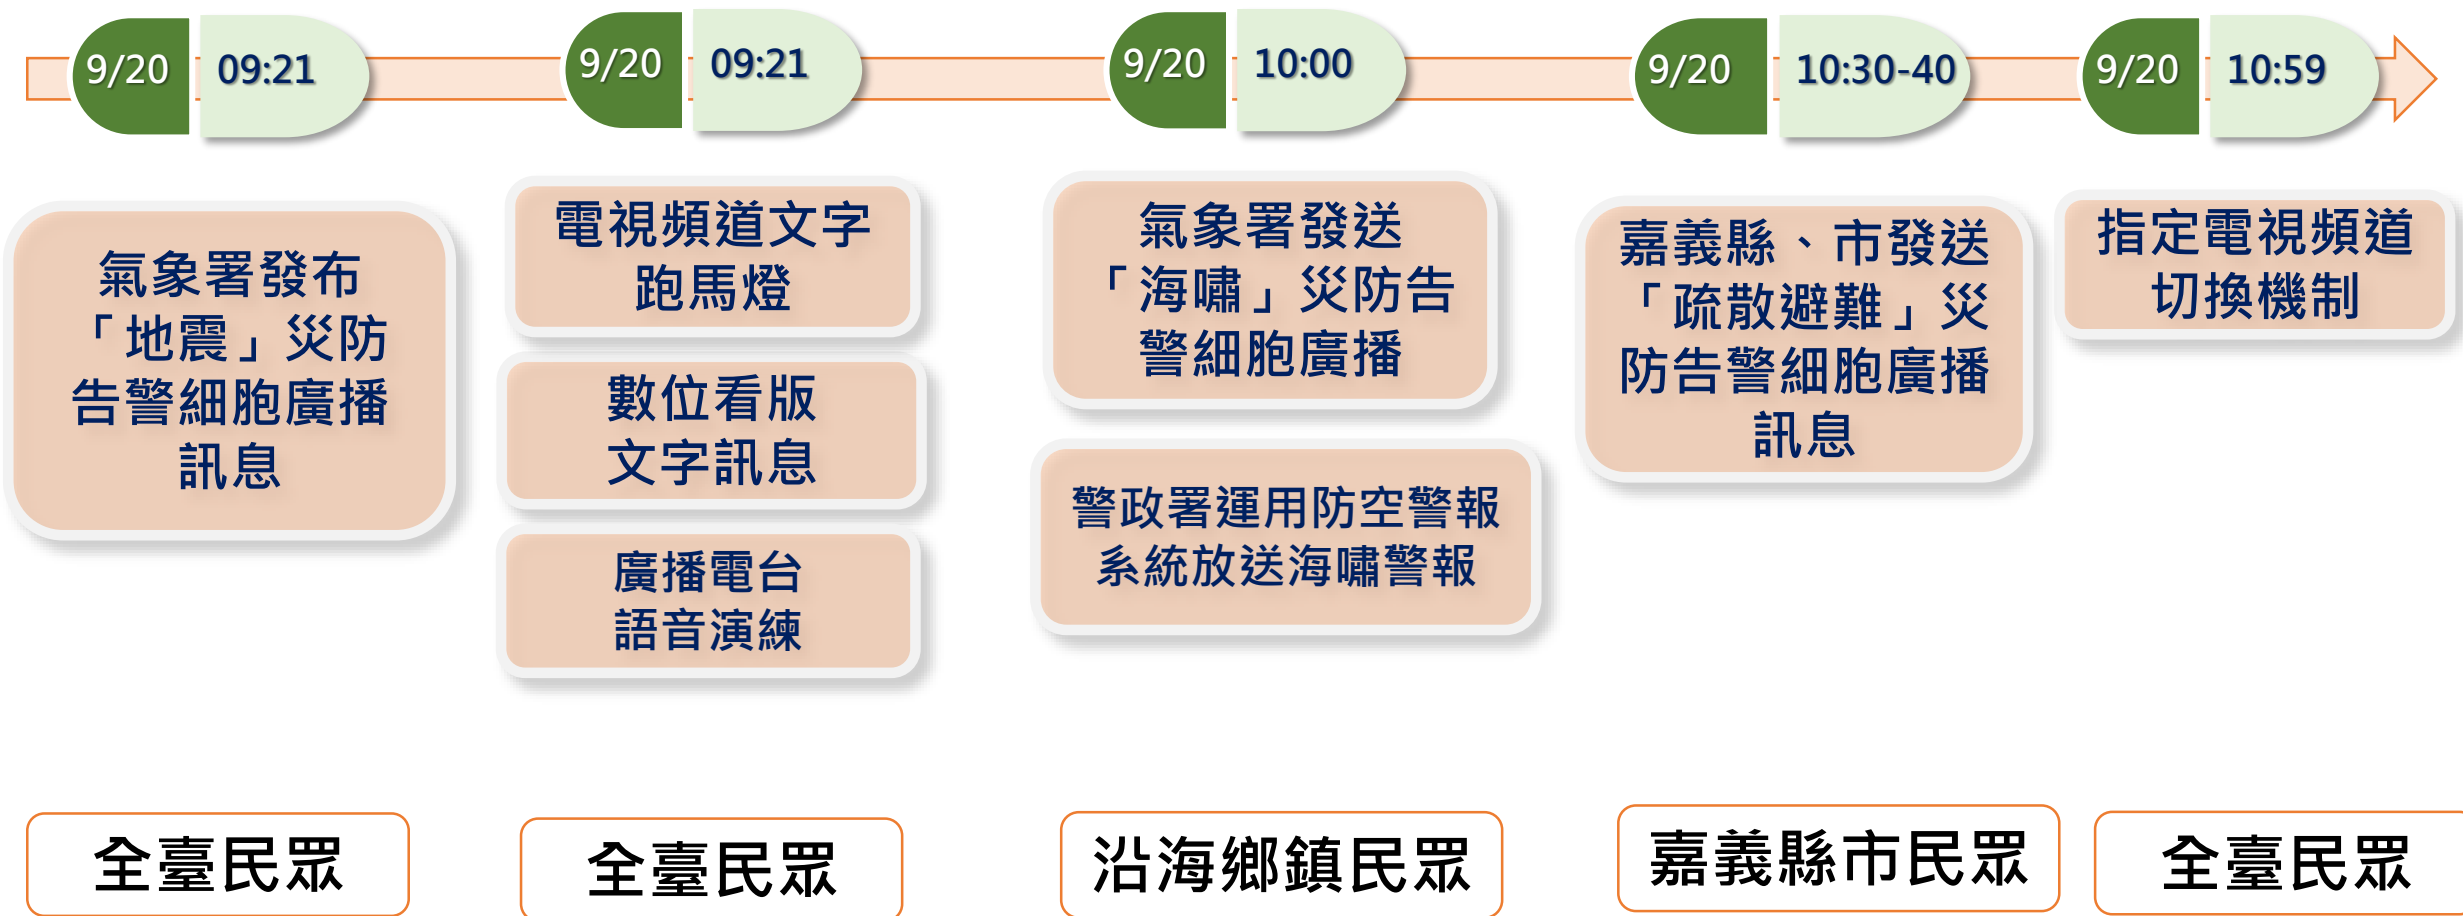 9/20 09:21
氣象署發布
「地震」災防
告警細胞廣播
訊息
全臺民眾
9/20 09:21
電視頻道文字
跑馬燈
數位看版
文字訊息
廣播電台
語音演練
全臺民眾
9/20 10:00
氣象署發送
「海嘯」災防告
警細胞廣播
警政署運用防空警報
系統放送海嘯警報
沿海鄉鎮民眾
9/20 10:30-40
嘉義縣、市發送
「疏散避難」災
防告警細胞廣播
訊息
嘉義縣市民眾
9/20 10:59
指定電視頻道
切換機制
全臺民眾